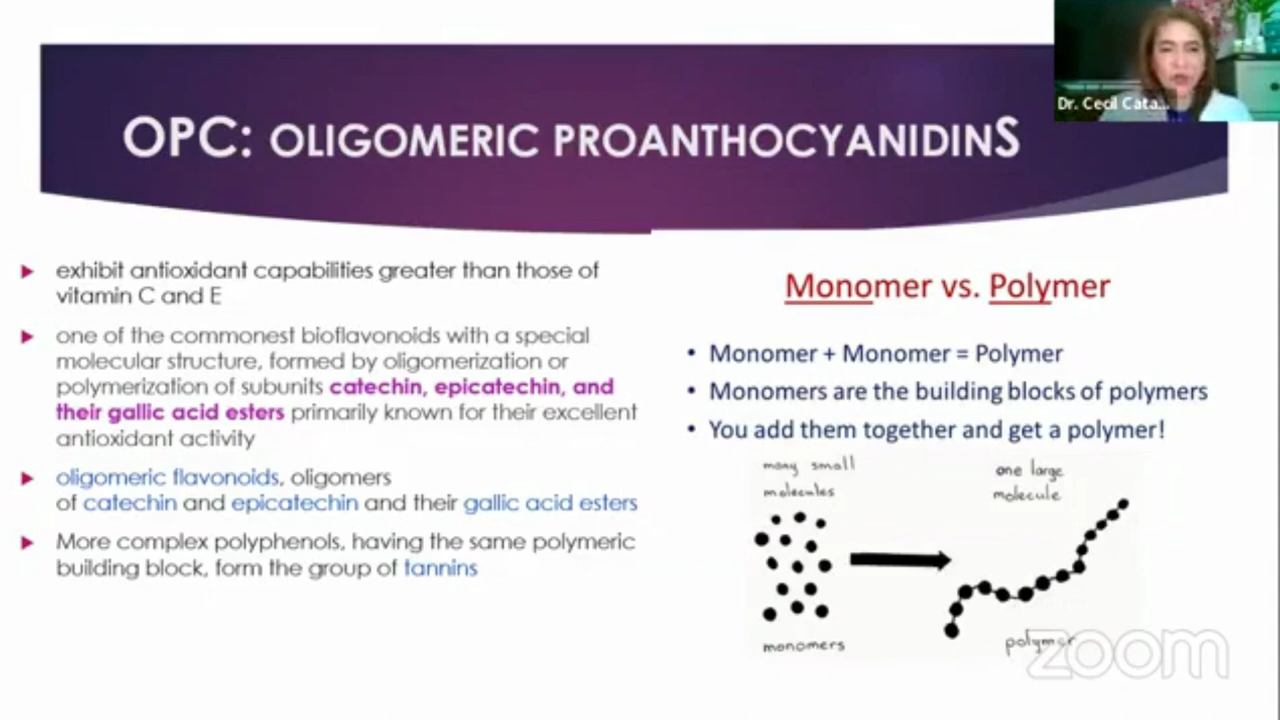 Dr. Cecil Cata...
OPC: OLIGOMERIC PROANTHOCYANIDINS
exhibit antioxidant capabilities greater than those of
vitamin C and E
one of the commonest bioflavonoids with a special
molecular structure, formed by oligomerization or
polymerization of subunits catechin, epicatechin, and
their gallic acid esters primarily known for their excellent
antioxidant activity
oligomeric flavonoids, oligomers
of catechin and epicatechin and their gallic acid esters
More complex polyphenols, having the same polymeric
building block, form the group of tannins
Monomer vs. Polymer
• Monomer + Monomer = Polymer
• Monomers are the building blocks of polymers
• You add them together and get a polymer!
many small
molecules
one large
molecule
monomers
polymer
zoom